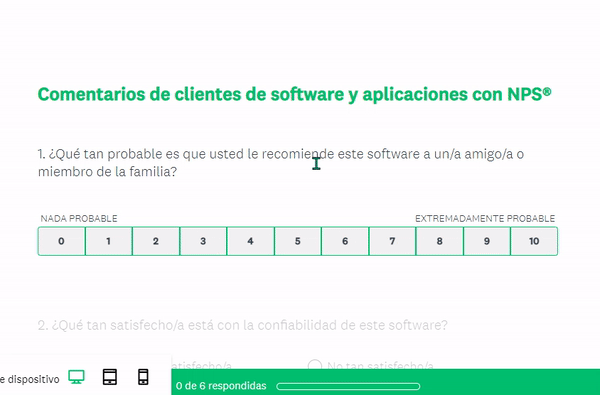 Comentarios de clientes de software y aplicaciones con NPS®
1. ¿Qué tan probable es que usted le recomiende este software a un/a amigo/a o
miembro de la familia?
NADA PROBABLE EXTREMADAMENTE PROBABLE
0 1 2 3 4 5 6 7 8 9 10
2. ¿Qué tan satisfecho/a está con la confiabilidad de este software?
satisfecho/a No tan satisfecho/a
e dispositivo
0 de 6 respondidas